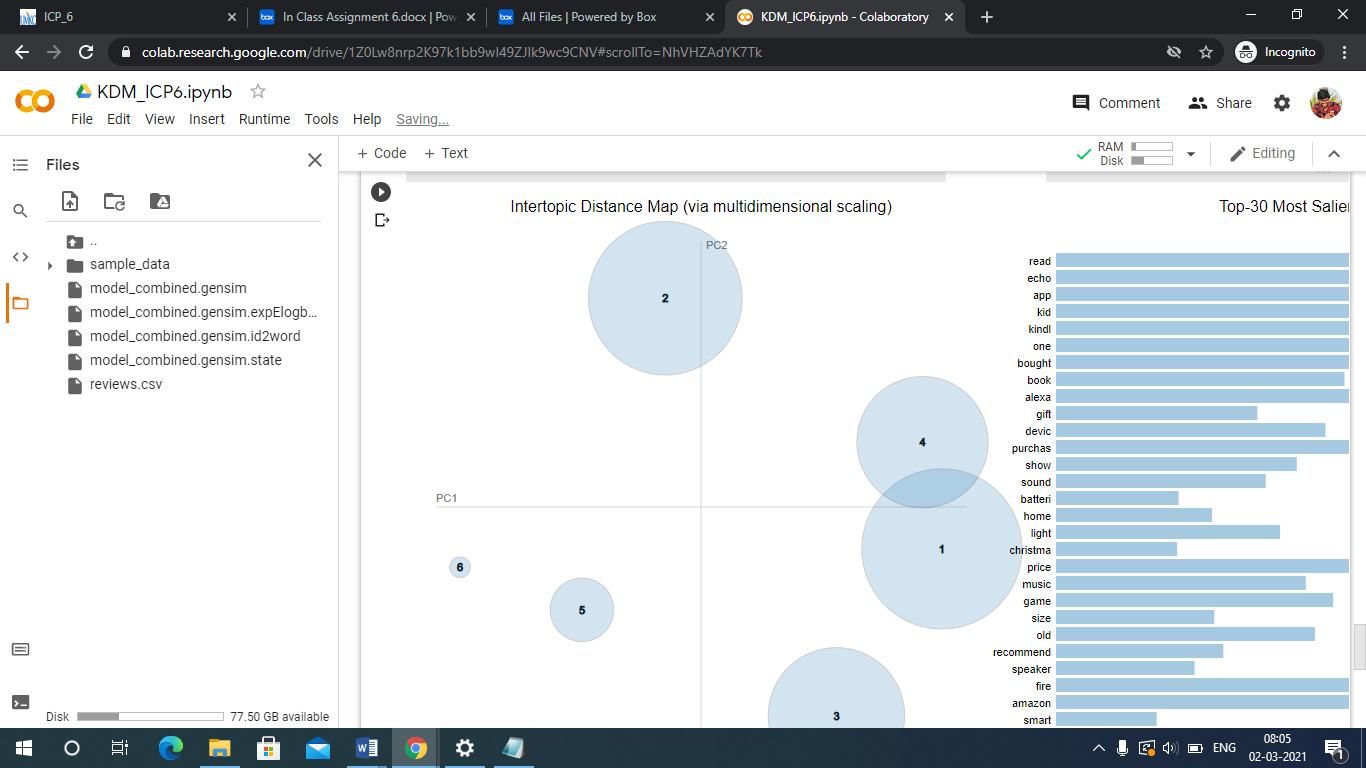 ICP_6
In Class Assignment 6.docx | Pow
All Files | Powered by Box
KDM_ICP6.ipynb - Colaboratory
colab.research.google.com/drive/1Z0Lw8nrp2K97k1bb9wI49ZJIk9wc9CNV#scrollTo=NhVHZAdYK7Tk
Incognito
KDM_ICP6.ipynb
File Edit View Insert Runtime Tools Help Saving...
Comment
Share
Files
+ Code + Text
RAM
Disk
Editing
..
sample_data
model_combined.gensim
model_combined.gensim.expElogb...
model_combined.gensim.id2word
model_combined.gensim.state
reviews.csv
Disk 77.50 GB available
Intertopic Distance Map (via multidimensional scaling)
PC2
2
4
PC1
1
6
5
3
Top-30 Most Salie
read
echo
app
kid
kindl
one
bought
book
alexa
gift
devic
purchas
show
sound
batteri
home
light
christma
price
music
game
size
old
recommend
speaker
fire
amazon
smart
ENG
08:05
02-03-2021
1